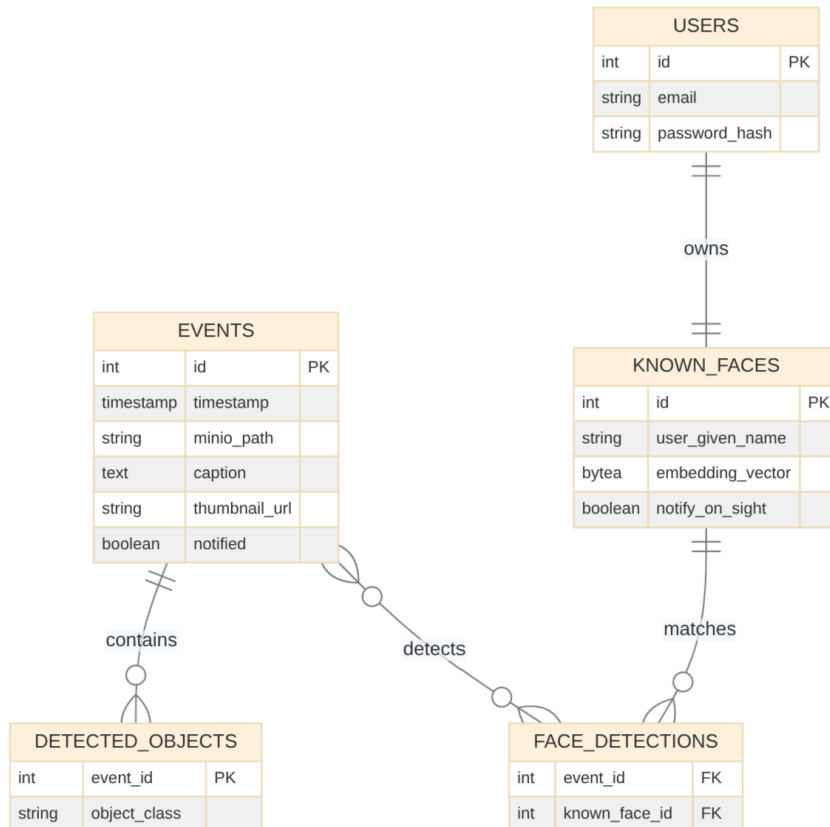 USERS
int id PK
string email
string password_hash
owns
EVENTS
int id PK
timestamp timestamp
string minio_path
text caption
string thumbnail_url
boolean notified
KNOWN_FACES
int id PK
string user_given_name
bytea embedding_vector
boolean notify_on_sight
contains
detects
matches
DETECTED_OBJECTS
int event_id PK
string object_class
FACE_DETECTIONS
int event_id FK
int known_face_id FK